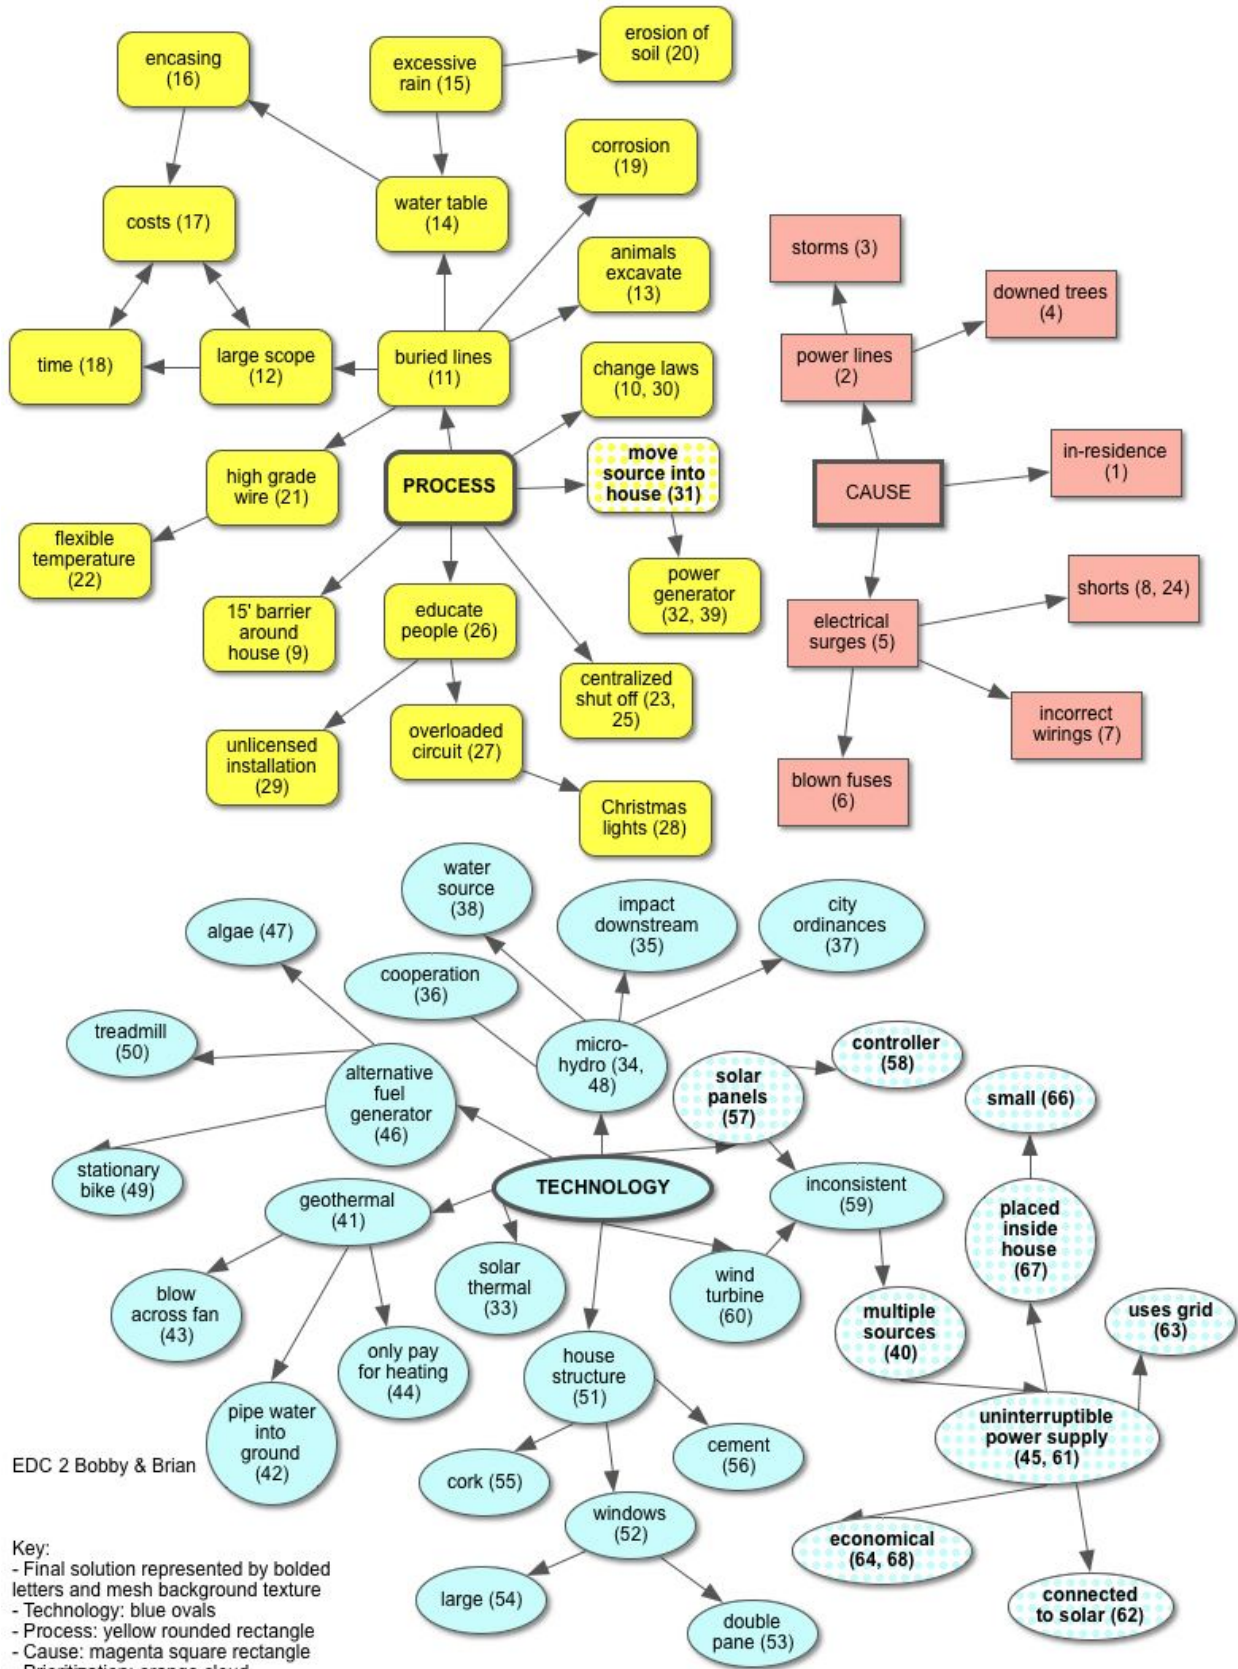 encasing
(16)
excessive
rain (15)
erosion of
soil (20)
corrosion
(19)
costs (17)
water table
(14)
animals
excavate
(13)
time (18)
large scope
(12)
buried lines
(11)
change laws
(10, 30)
high grade
wire (21)
PROCESS
move
source into
house (31)
flexible
temperature
(22)
power
generator
(32, 39)
15' barrier
around
house (9)
educate
people (26)
centralized
shut off (23,
25)
unlicensed
installation
(29)
overloaded
circuit (27)
Christmas
lights (28)
storms (3)
downed trees
(4)
power lines
(2)
in-residence
(1)
CAUSE
shorts (8, 24)
electrical
surges (5)
incorrect
wirings (7)
blown fuses
(6)
water
source
(38)
impact
downstream
(35)
city
ordinances
(37)
algae (47)
cooperation
(36)
treadmill
(50)
alternative
fuel
generator
(46)
micro-
hydro (34,
48)
solar
panels
(57)
controller
(58)
small (66)
stationary
bike (49)
geothermal
(41)
TECHNOLOGY
inconsistent
(59)
placed
inside
house
(67)
blow
across fan
(43)
solar
thermal
(33)
wind
turbine
(60)
multiple
sources
(40)
uses grid
(63)
only pay
for heating
(44)
house
structure
(51)
pipe water
into
ground
(42)
cement
(56)
uninterruptible
power supply
(45, 61)
cork (55)
windows
(52)
economical
(64, 68)
large (54)
double
pane (53)
connected
to solar (62)
EDC 2 Bobby & Brian
Key:
- Final solution represented by bolded
letters and mesh background texture
- Technology: blue ovals
- Process: yellow rounded rectangle
- Cause: magenta square rectangle
- Prioritization: orange cloud